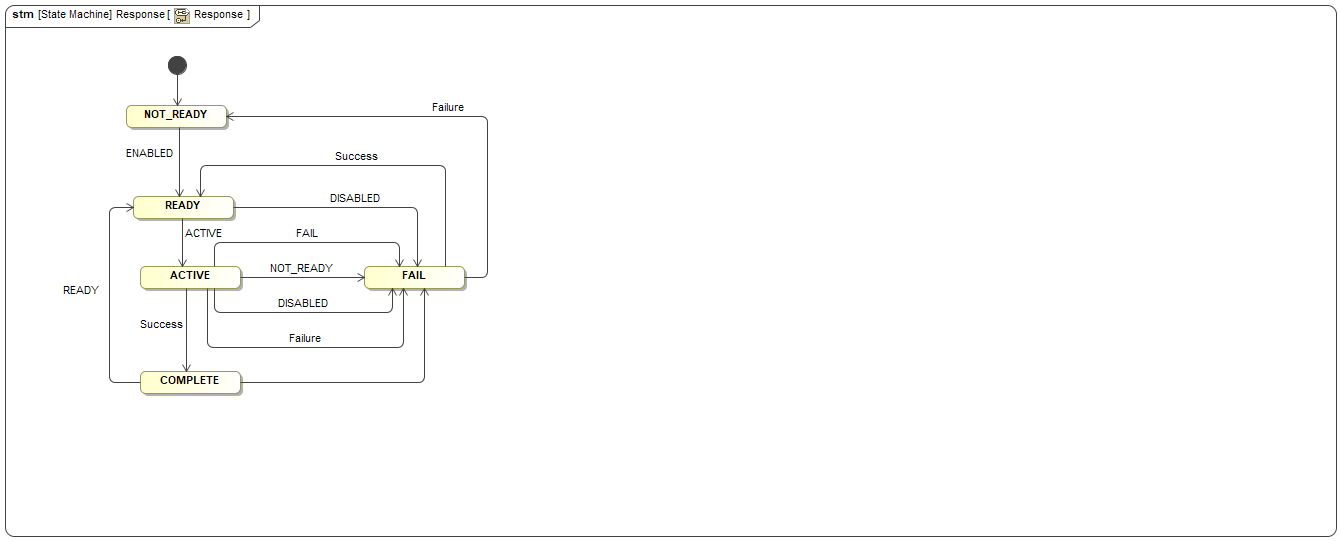 stm [State Machine] Response [ Response ]
NOT_READY
Failure
ENABLED
Success
READY
DISABLED
ACTIVE
FAIL
ACTIVE
NOT_READY
FAIL
READY
DISABLED
Success
Failure
COMPLETE